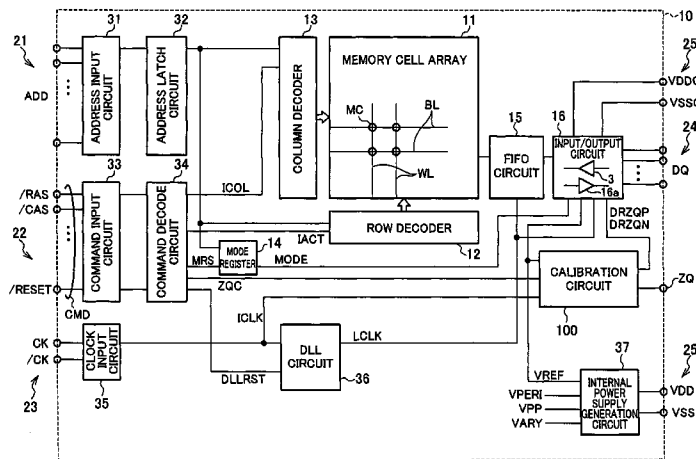 10
21
31
32
13
11
25
ADD
ADDRESS INPUT CIRCUIT
ADDRESS LATCH CIRCUIT
COLUMN DECODER
MEMORY CELL ARRAY
MC
BL
WL
15
FIFO CIRCUIT
16
INPUT/OUTPUT CIRCUIT
3
16a
VDDQ
VSSQ
24
DQ
33
34
ICOL
/RAS
/CAS
22
/RESET
CMD
COMMAND INPUT CIRCUIT
COMMAND DECODE CIRCUIT
IACT
ROW DECODER
12
14
MODE REGISTER
MRS
MODE
ZQC
DRZQP
DRZQN
CALIBRATION CIRCUIT
100
ZQ
ICLK
LCLK
CK
/CK
23
CLOCK INPUT CIRCUIT
35
DLLRST
DLL CIRCUIT
36
VREF
VPERI
VPP
VARY
37
INTERNAL POWER SUPPLY GENERATION CIRCUIT
25
VDD
VSS